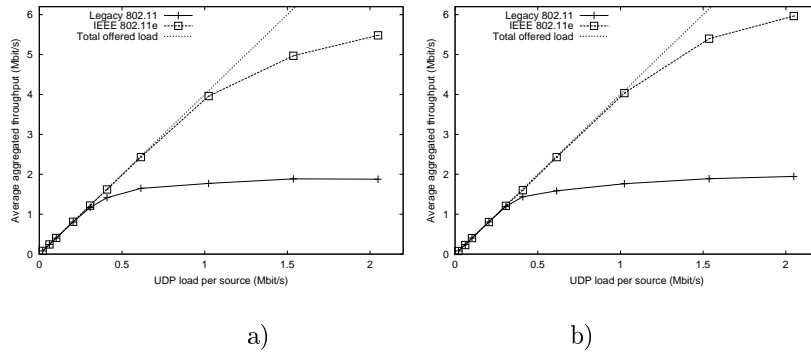 Legacy 802.11
IEEE 802.11e
Total offered load
Average aggregated throughput (Mbit/s)
6
5
4
3
2
1
0
0 0.5 1 1.5 2
UDP load per source (Mbit/s)
a)
Legacy 802.11
IEEE 802.11e
Total offered load
Average aggregated throughput (Mbit/s)
6
5
4
3
2
1
0
0 0.5 1 1.5 2
UDP load per source (Mbit/s)
b)